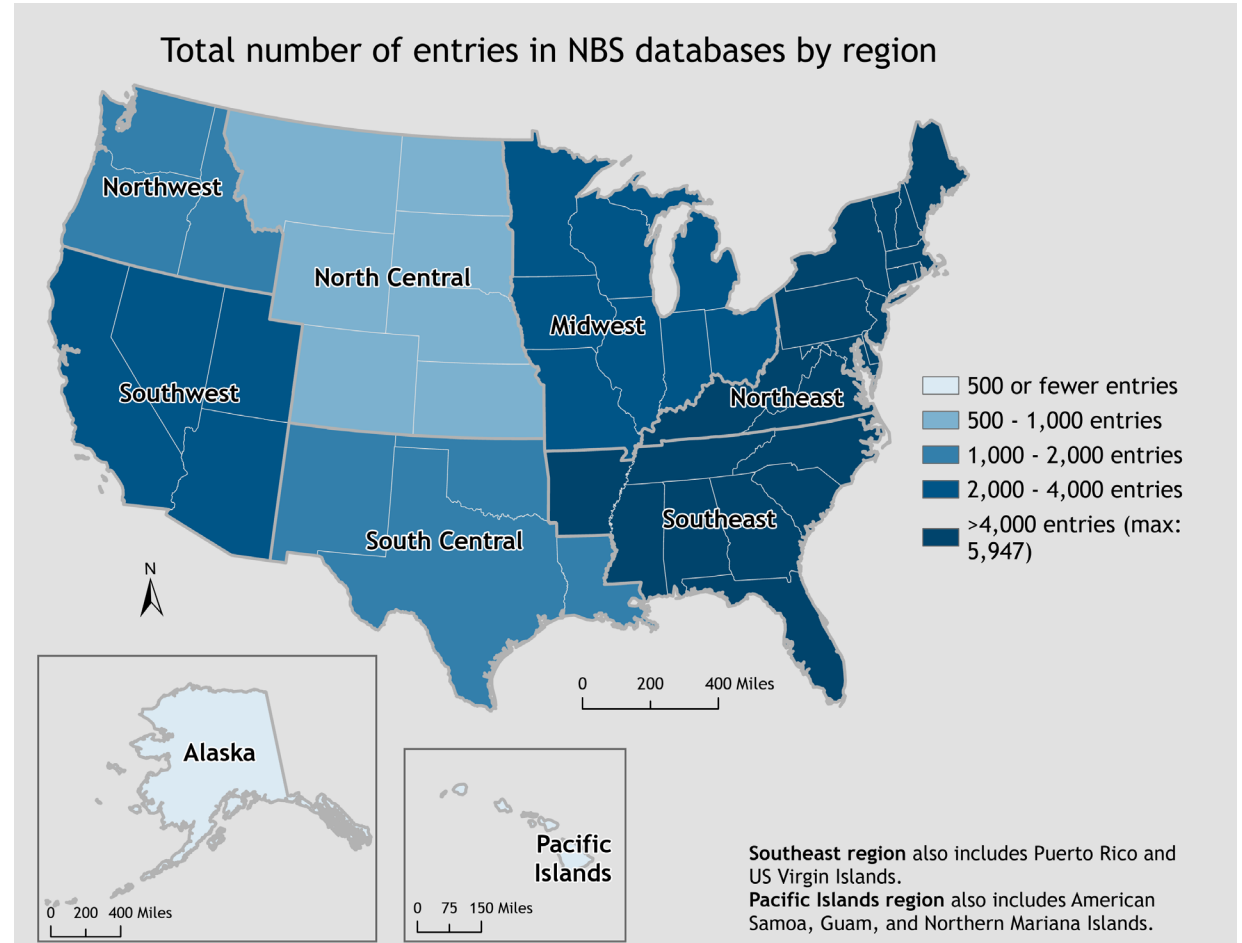 Total number of entries in NBS databases by region
Northwest
North Central
Midwest
Southwest
Northeast
Southeast
South Central
500 or fewer entries
500 - 1,000 entries
1,000 - 2,000 entries
2,000 - 4,000 entries
>4,000 entries (max:
5,947)
N
0 200 400 Miles
Alaska
0 200 400 Miles
Pacific
Islands
0 75 150 Miles
Southeast region also includes Puerto Rico and
US Virgin Islands.
Pacific Islands region also includes American
Samoa, Guam, and Northern Mariana Islands.